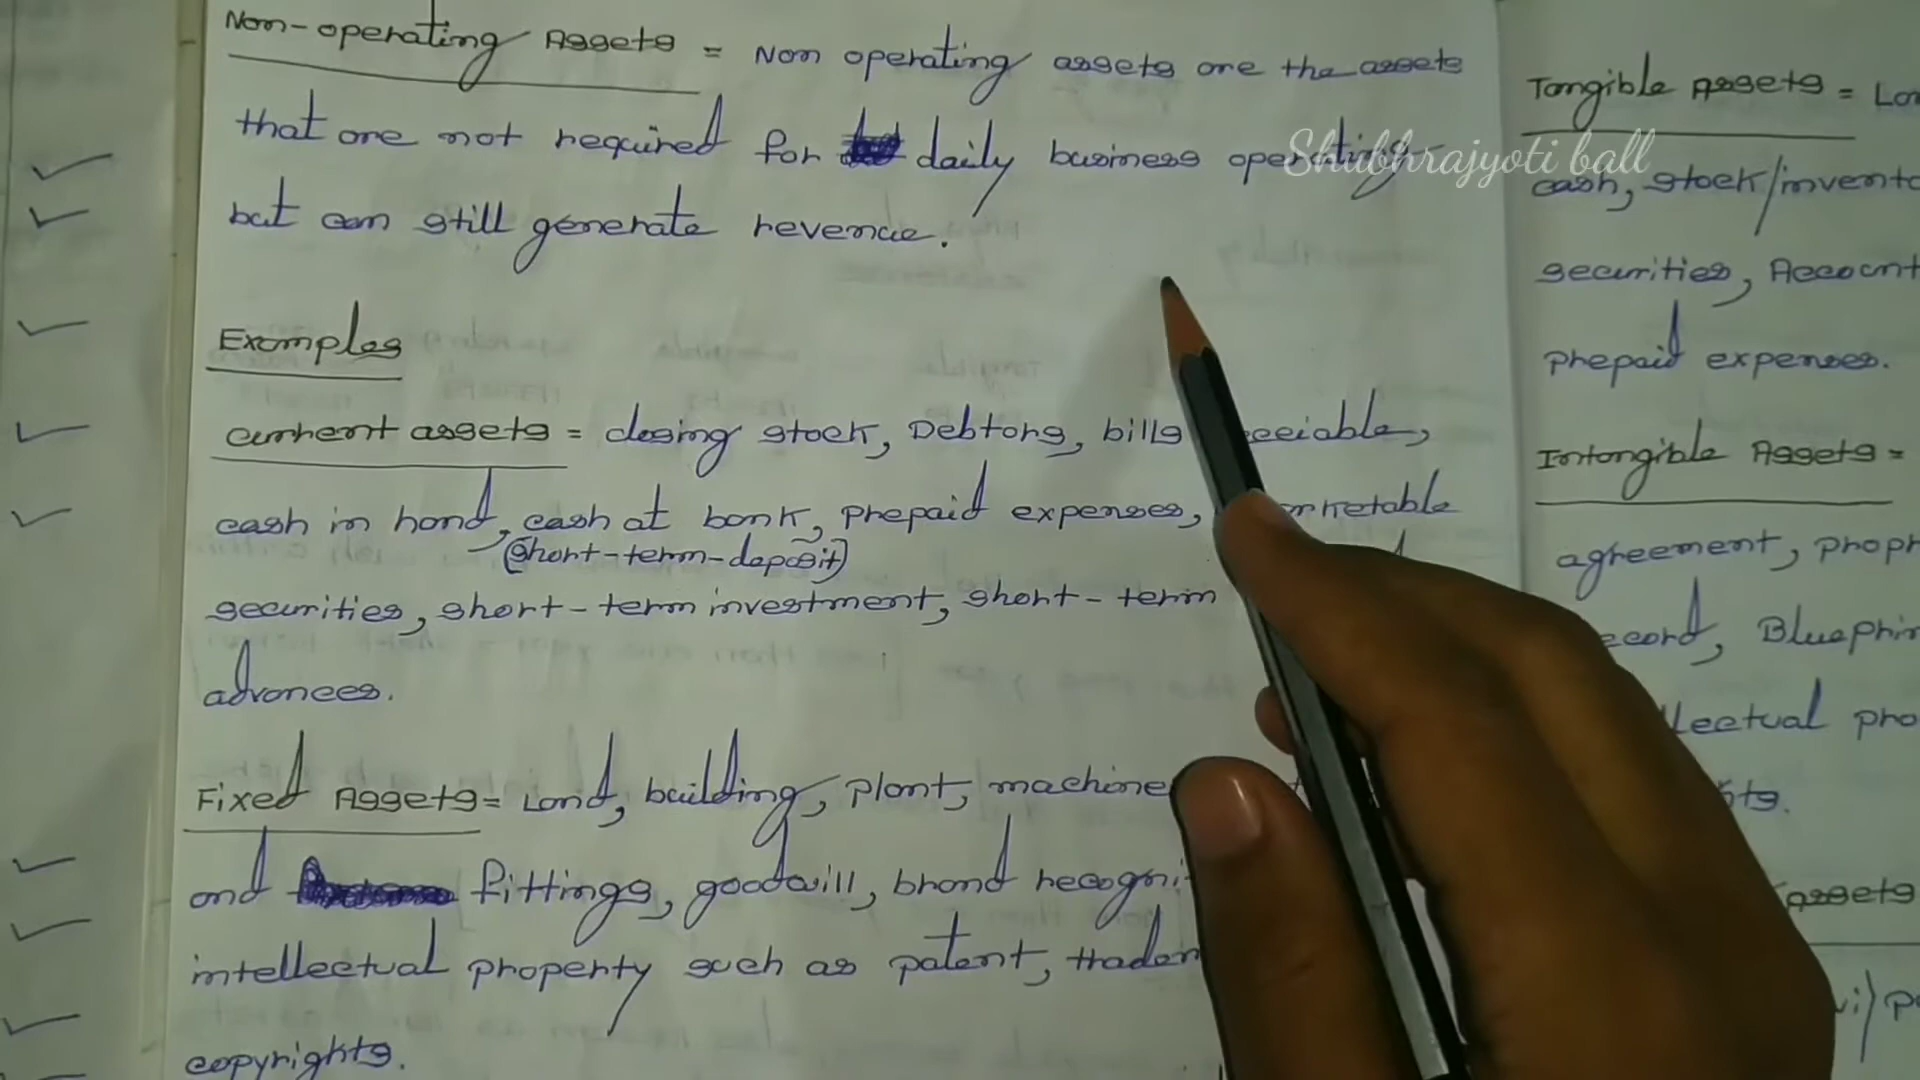 Non-operating Assets = Non operating assets are the assets
that are not required for daily business operating
but can still generate revenue.
Examples
current assets = closing stock, Debtors, bills
cash in hand, cash at bank, prepaid expenses,
(short-term-deposit)
securities, short-term investment, short-term
advances.
Fixed Assets = Land, building, plant,
and fittings, goodwill, brand
intellectual property such as patent,
copyrights.
Tangible Assets =
cash, stock/
securities,
prepaid expenses.
Intangible Assets =
agreement,
Assets
Shubhrajyoti ball